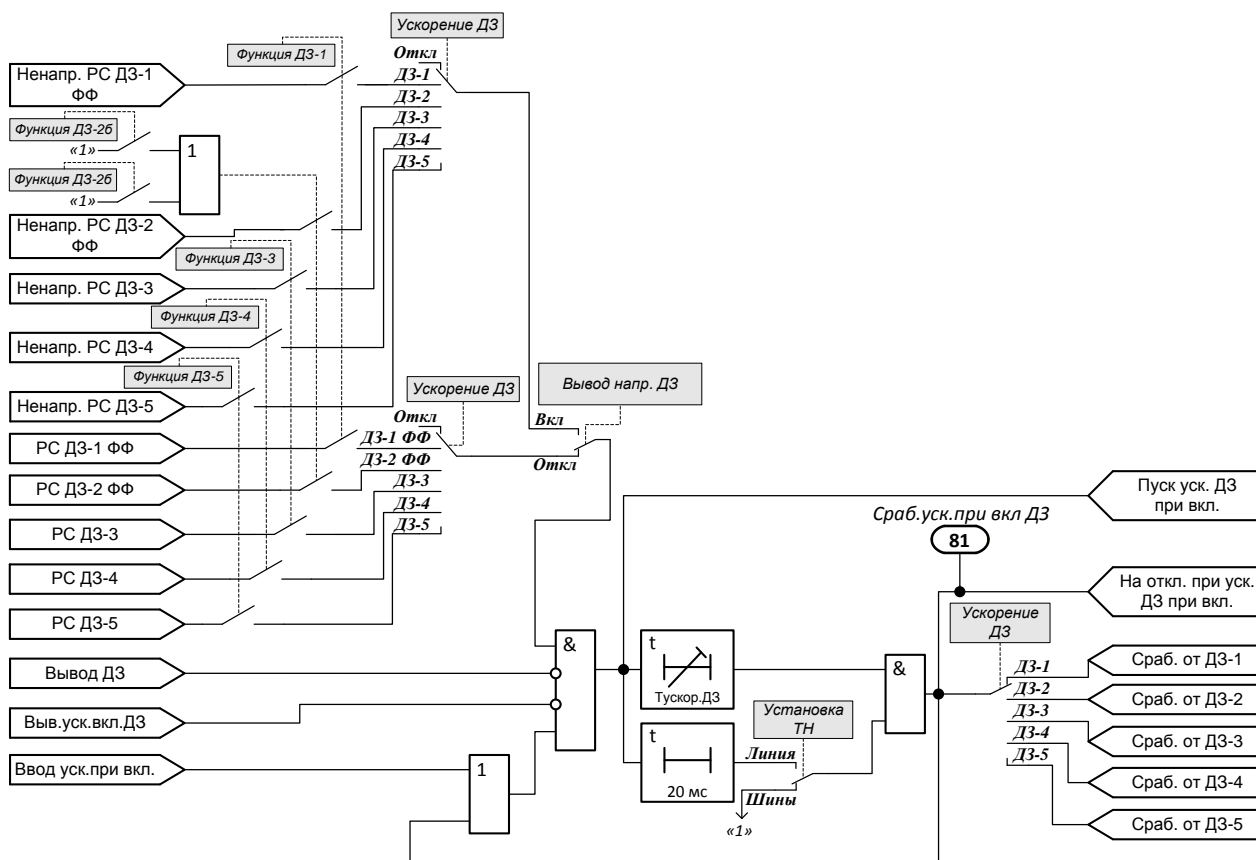 Ускорение ДЗ
Функция ДЗ-1
Откл
Ненапр. РС ДЗ-1
ФФ
ДЗ-1
ДЗ-2
ДЗ-3
ДЗ-4
ДЗ-5
Функция ДЗ-2б
«1»
1
Функция ДЗ-2б
«1»
Ненапр. РС ДЗ-2
ФФ
Функция ДЗ-3
Ненапр. РС ДЗ-3
Функция ДЗ-4
Ненапр. РС ДЗ-4
Функция ДЗ-5
Ненапр. РС ДЗ-5
Ускорение ДЗ
Вывод напр. ДЗ
Откл
Вкл
Откл
РС ДЗ-1 ФФ
ДЗ-1 ФФ
РС ДЗ-2 ФФ
ДЗ-2 ФФ
ДЗ-3
РС ДЗ-3
ДЗ-4
ДЗ-5
РС ДЗ-4
РС ДЗ-5
Пуск уск. ДЗ
при вкл.
Сраб.уск.при вкл ДЗ
81
На откл. при уск.
ДЗ при вкл.
Вывод ДЗ
Выв.уск.вкл.ДЗ
Ввод уск.при вкл.
1
&
t
Тускор.ДЗ
t
20 мс
Установка
ТН
Линия
Шины
«1»
&
Ускорение
ДЗ
ДЗ-1
ДЗ-2
ДЗ-3
ДЗ-4
ДЗ-5
Сраб. от ДЗ-1
Сраб. от ДЗ-2
Сраб. от ДЗ-3
Сраб. от ДЗ-4
Сраб. от ДЗ-5